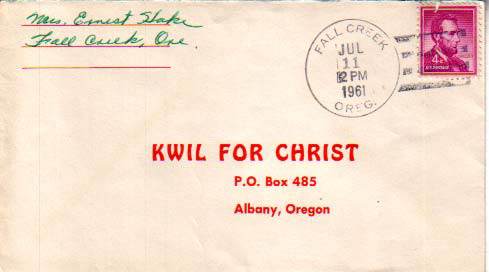 Mrs. Ernest Hake
Fall Creek, Ore
FALL CREEK
JUL
11
12 PM
1961
OREG.
4¢
KWIL FOR CHRIST
P.O. Box 485
Albany, Oregon